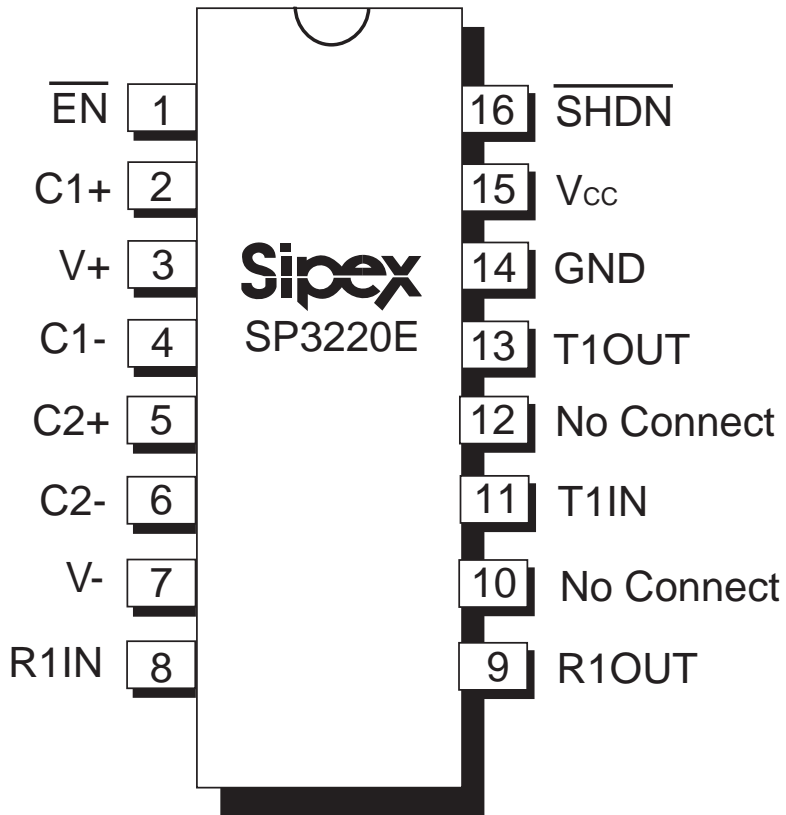 EN 1 16 SHDN
C1+ 2 15 Vcc
V+ 3 14 GND
Sipex
C1- 4 SP3220E 13 T1OUT
C2+ 5 12 No Connect
C2- 6 11 T1IN
V- 7 10 No Connect
R1IN 8 9 R1OUT